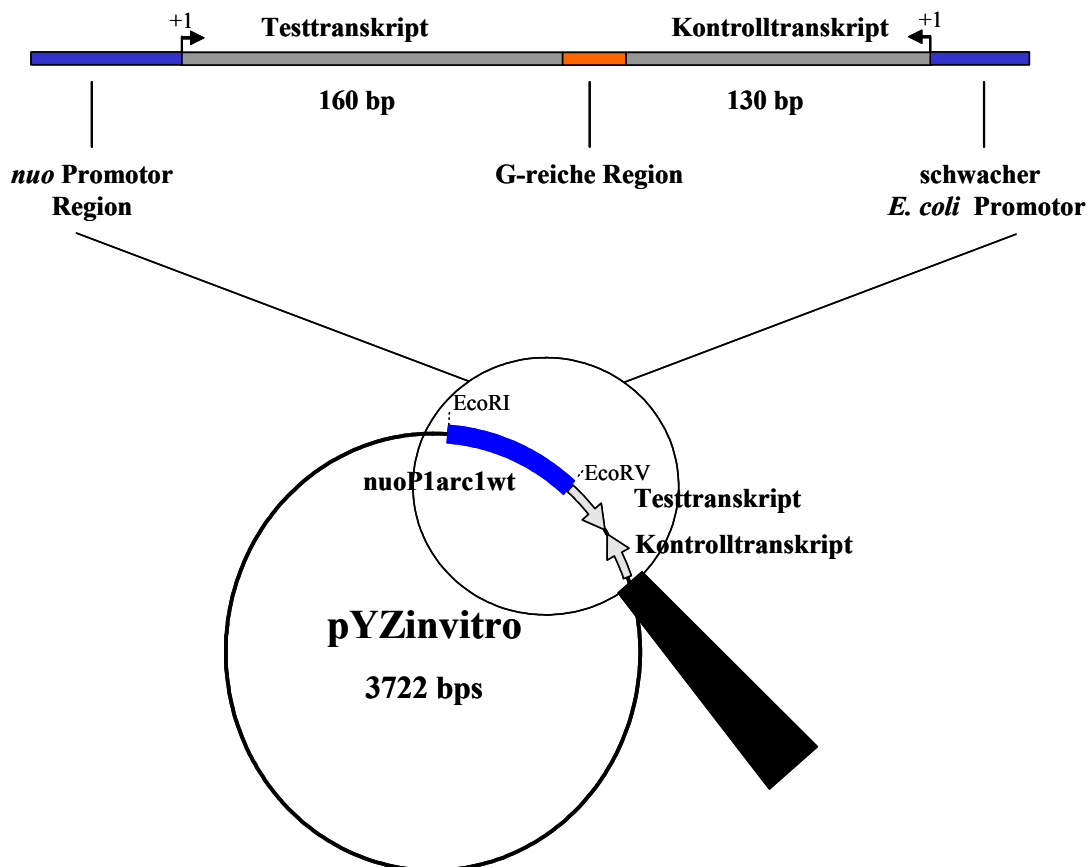 +1
Testtranskript
Kontrolltranskript
+1
160 bp
130 bp
nuo Promotor
Region
G-reiche Region
schwacher
E. coli Promotor
EcoRI
nuoP1arc1wt
EcoRV
Testtranskript
Kontrolltranskript
pYZinvitro
3722 bps